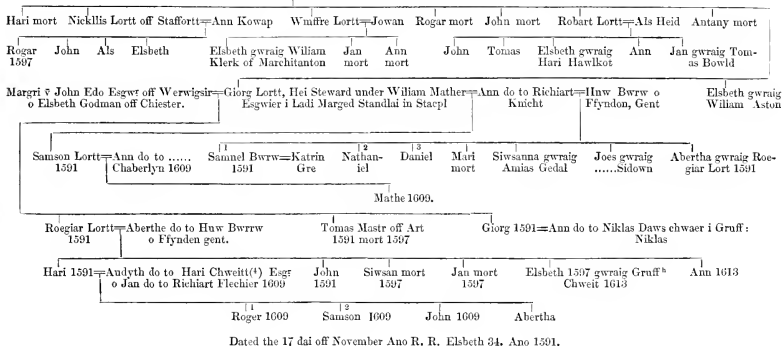 Hari mort Nickllis Lortt off Staffortt=Ann Kowap Wmffre Lortt=Jowan Rogar mort John mort Robart Lortt=Als Heid Antany mort
Rogar 1597 John Als Elsbeth Elsbeth gwraig Wiliam Klerk of Marchitanton Jan mort Ann mort John Tomas Elsbeth gwraig Hari Hawlkot Ann Jan gwraig Tomas Bowld
Margri v̄ John Edo Esgwr off Werwigsir=Giorg Lortt, Hei Steward under Wiliam Mather=Ann do to Richiart=Huw Bwrw o Elsbeth gwraig
o Elsbeth Godman off Chiester. Esgwier i Ladi Marged Standlai in Stacpl Knicht Ffyndon, Gent Wiliam Aston
Samson Lortt=Ann do to ...... Samnel Bwrw=Katrin Nathan- Daniel Mari Siwsanna gwraig Joes gwraig Abertha gwraig Roe-
1591 Chaberlyn 1609 1591 Gre iel mort Amias Gedal ......Sidown giar Lort 1591
Mathe 1609.
Roegiar Lortt=Aberthe do to Huw Bwrrw Tomas Mastr off Art Giorg 1591=Ann do to Niklas Daws chwaer i Gruff:
1591 o Ffynden gent. 1591 mort 1597 Niklas
Hari 1591=Audyth do to Hari Chweitt(⁴) Esgr John Siwsan mort Jan mort Elsbeth 1597 gwraig Gruffh Ann 1613
o Jan do to Richiart Flechier 1609 1591 1597 1597 Chweit 1613
1 Roger 1609 2 Samson 1609 John 1609 Abertha
Dated the 17 dai off November Ano R. R. Elsbeth 34, Ano 1591.